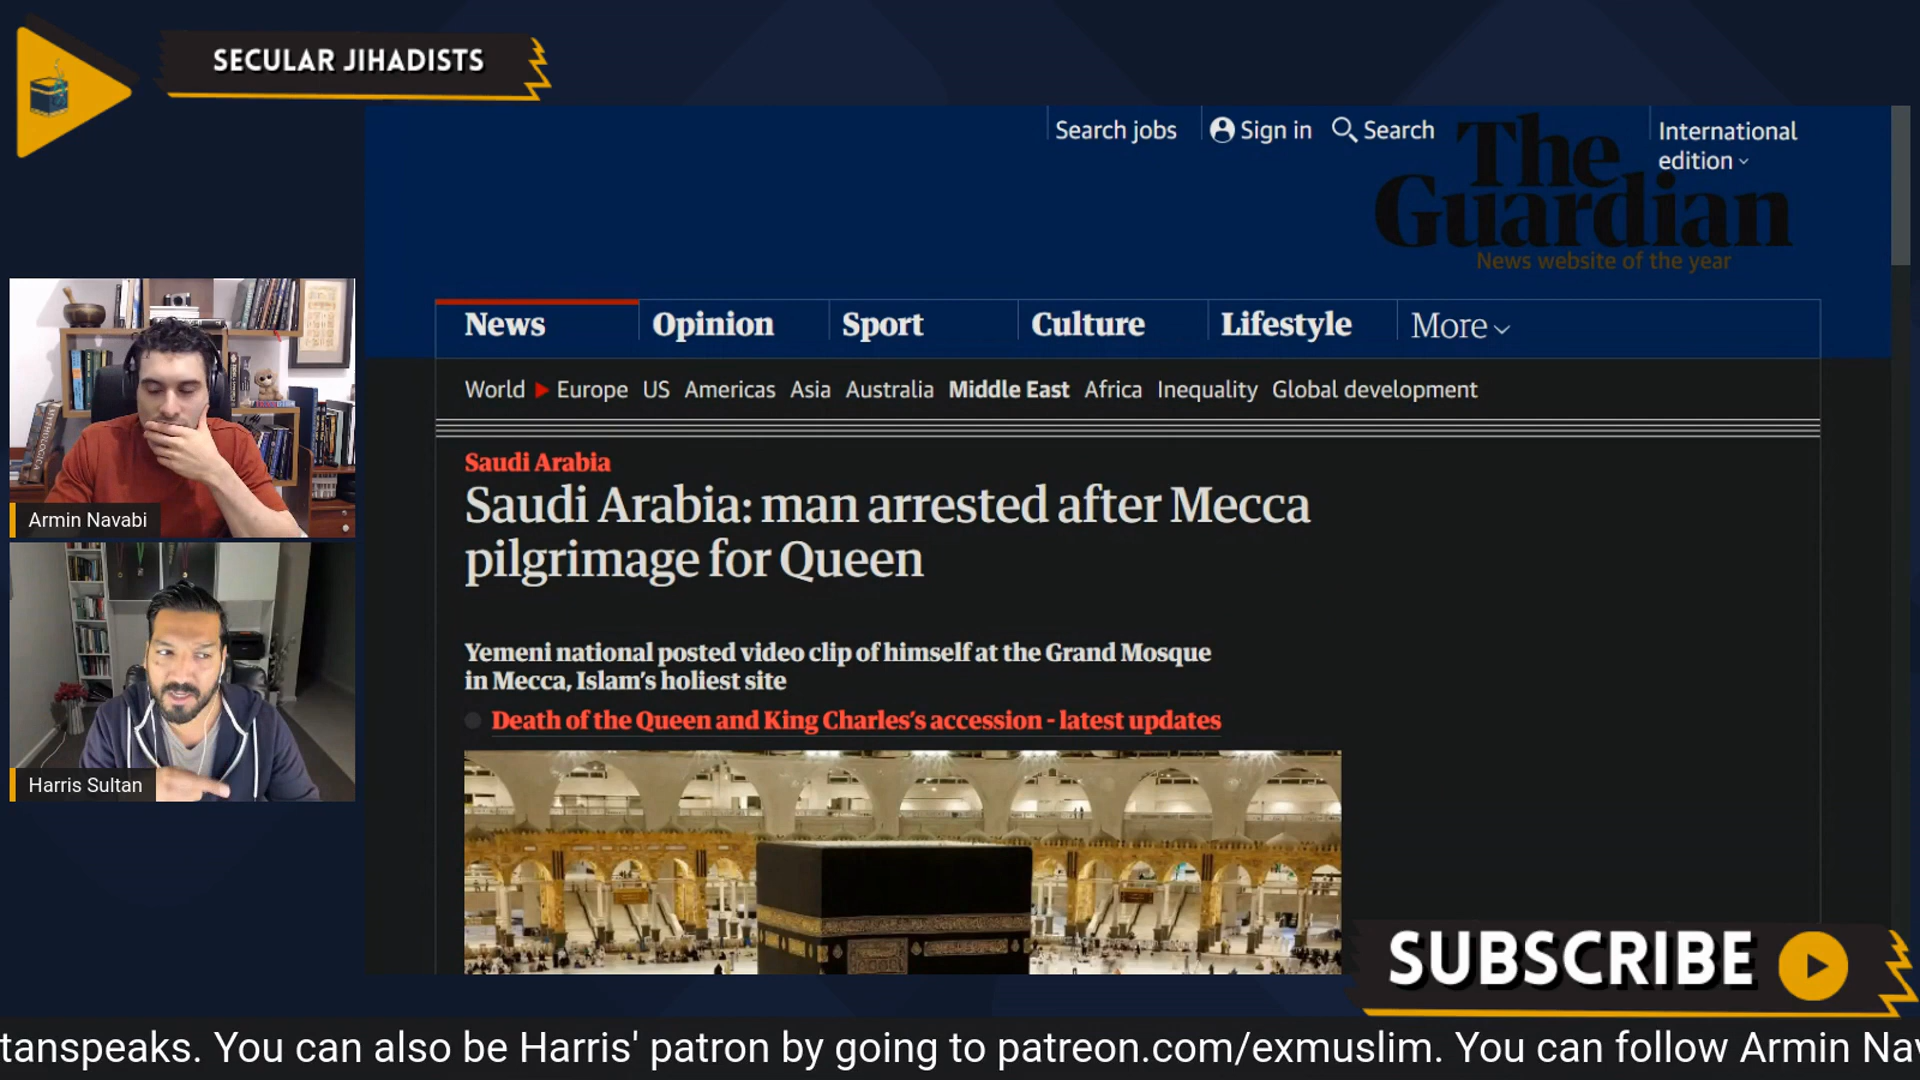 SECULAR JIHADISTS
Search jobs
Sign in
Search
International
edition
The
Guardian
News website of the year
News Opinion Sport Culture Lifestyle More
World Europe US Americas Asia Australia Middle East Africa Inequality Global development
Saudi Arabia
Saudi Arabia: man arrested after Mecca
pilgrimage for Queen
Yemeni national posted video clip of himself at the Grand Mosque
in Mecca, Islam's holiest site
Death of the Queen and King Charles's accession - latest updates
MYTHOLOGICA
Armin Navabi
Harris Sultan
SUBSCRIBE
tanspeaks. You can also be Harris' patron by going to patreon.com/exmuslim. You can follow Armin Nav